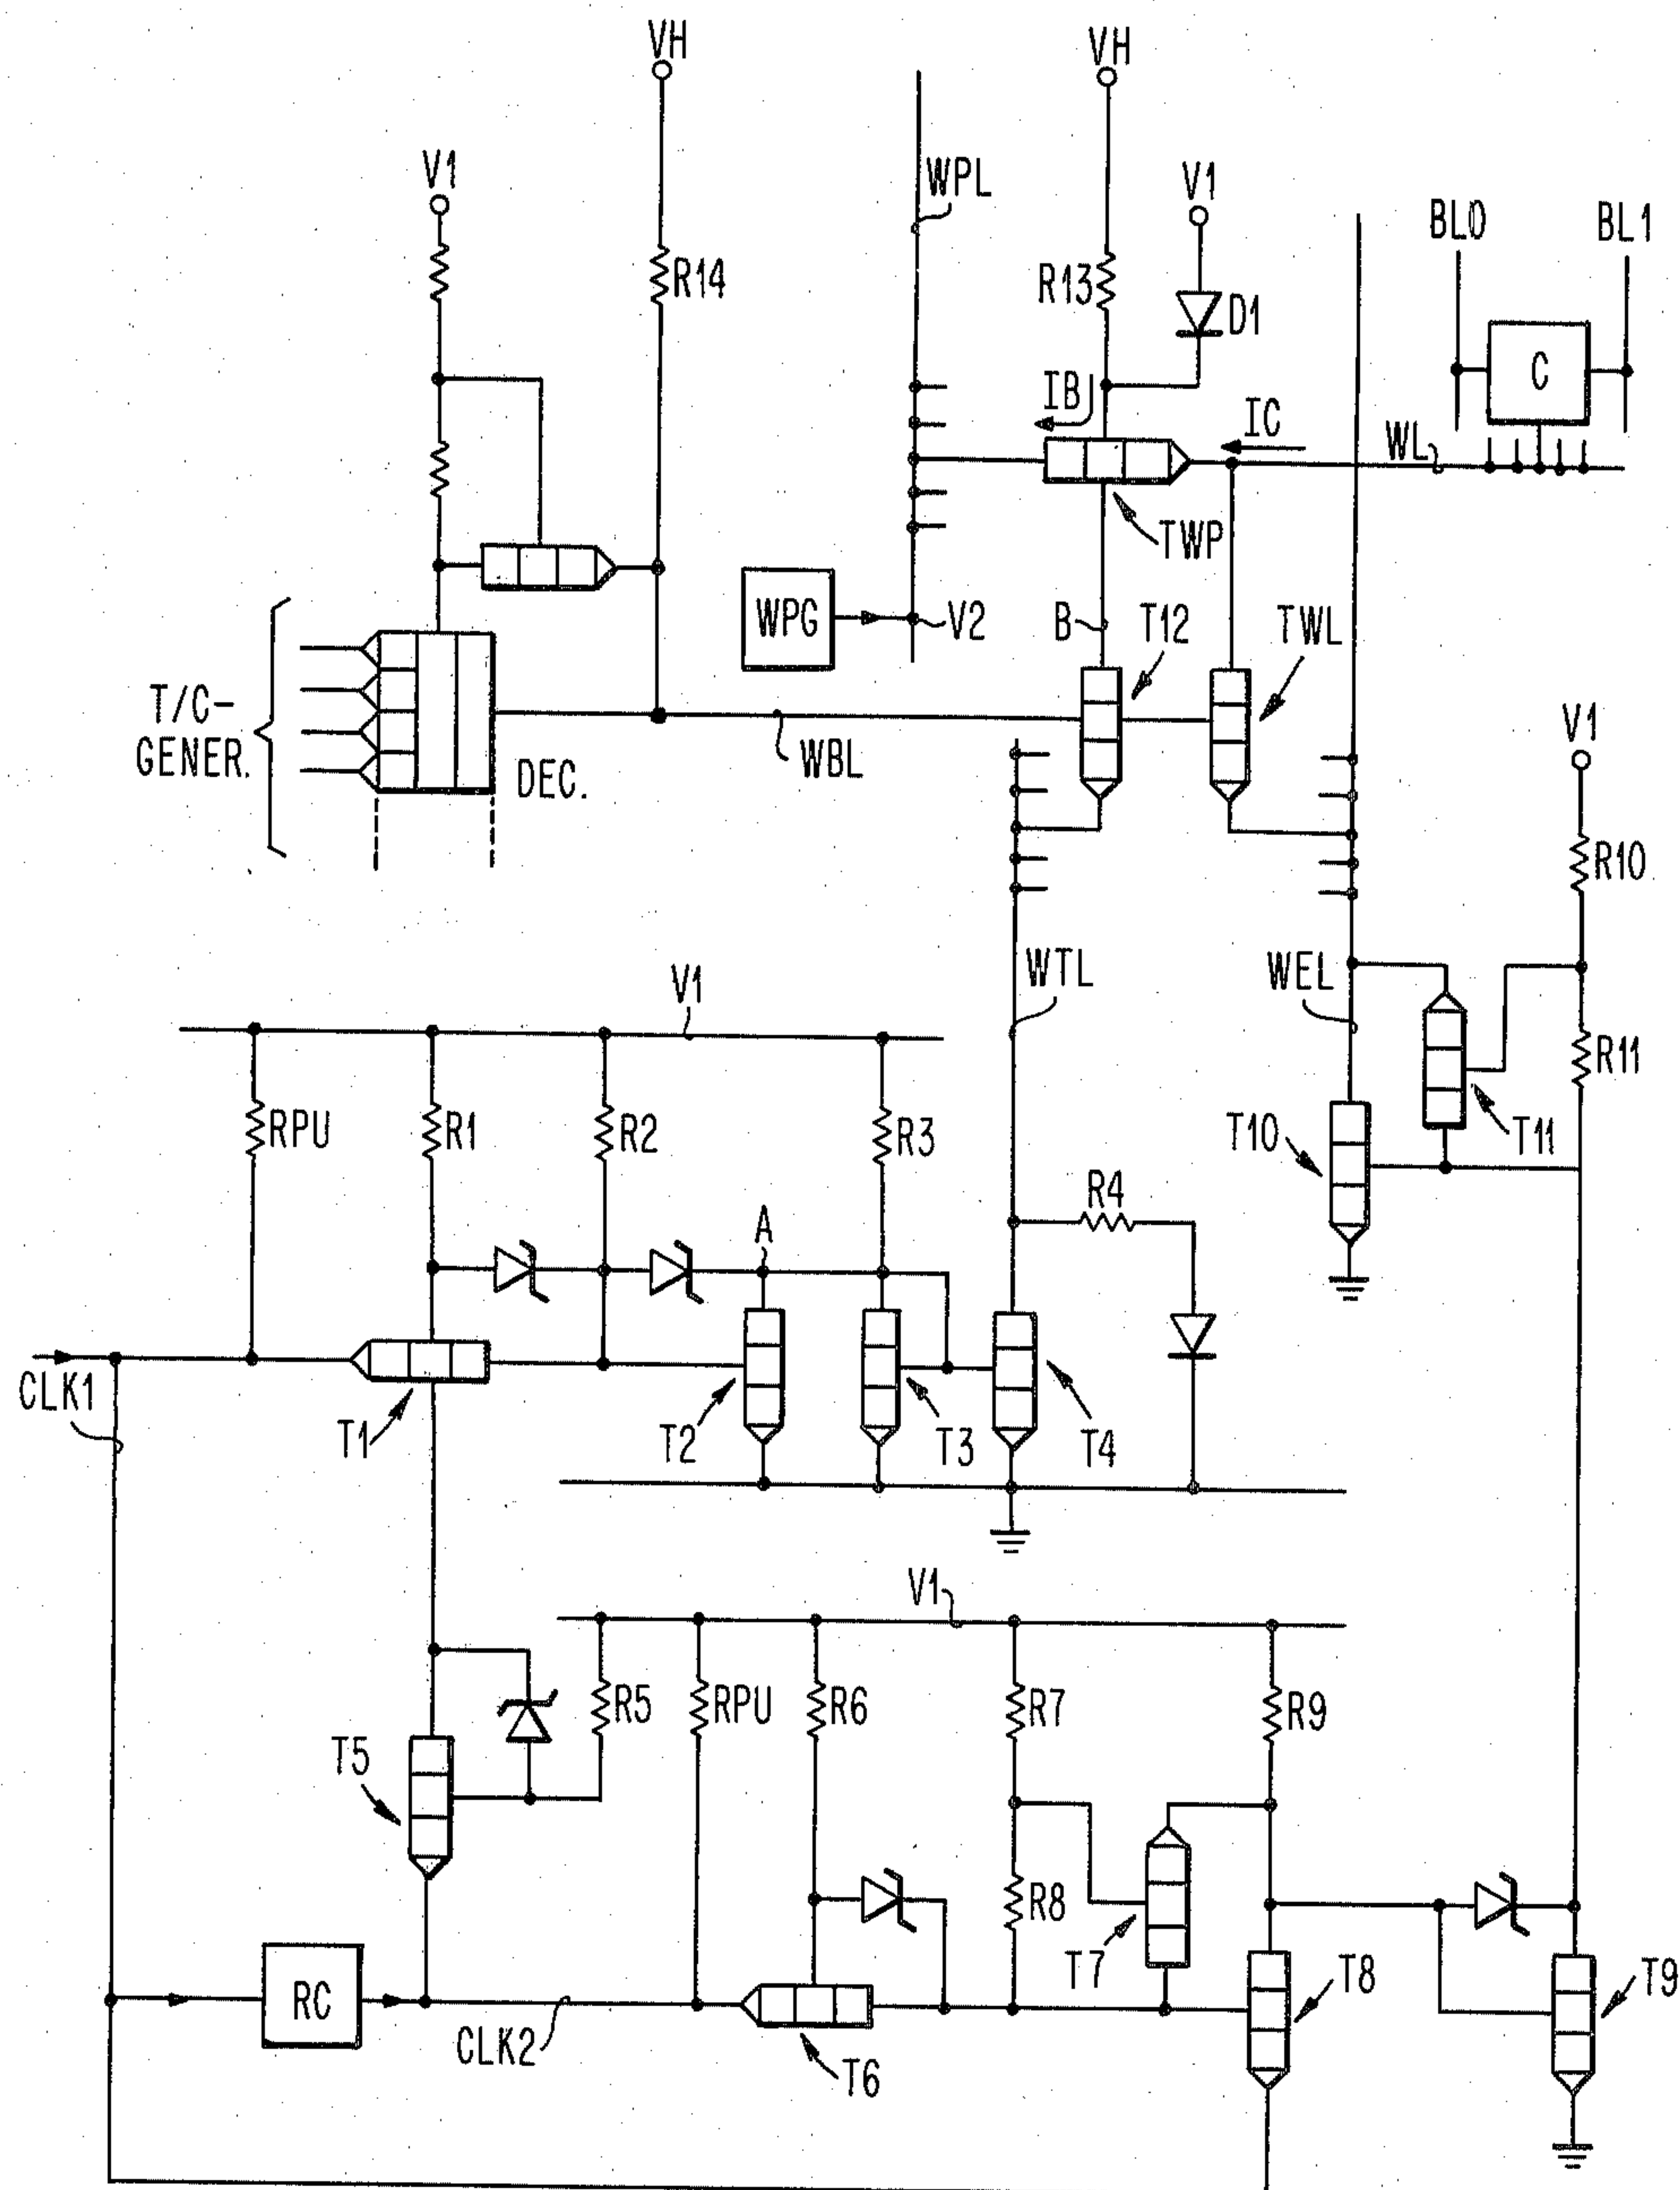 VH
VH
V1
WPL
V1
BL0
BL1
R14
R13
D1
C
IB
IC
WL
TWP
WPG
V2
B
T12
TWL
T/C-
GENER.
DEC.
WBL
V1
R10
V1
WTL
WEL
RPU
R1
R2
R3
R11
T10
T11
A
R4
CLK1
T1
T2
T3
T4
V1
R5
RPU
R6
R7
R9
T5
R8
T7
T8
T9
RC
CLK2
T6